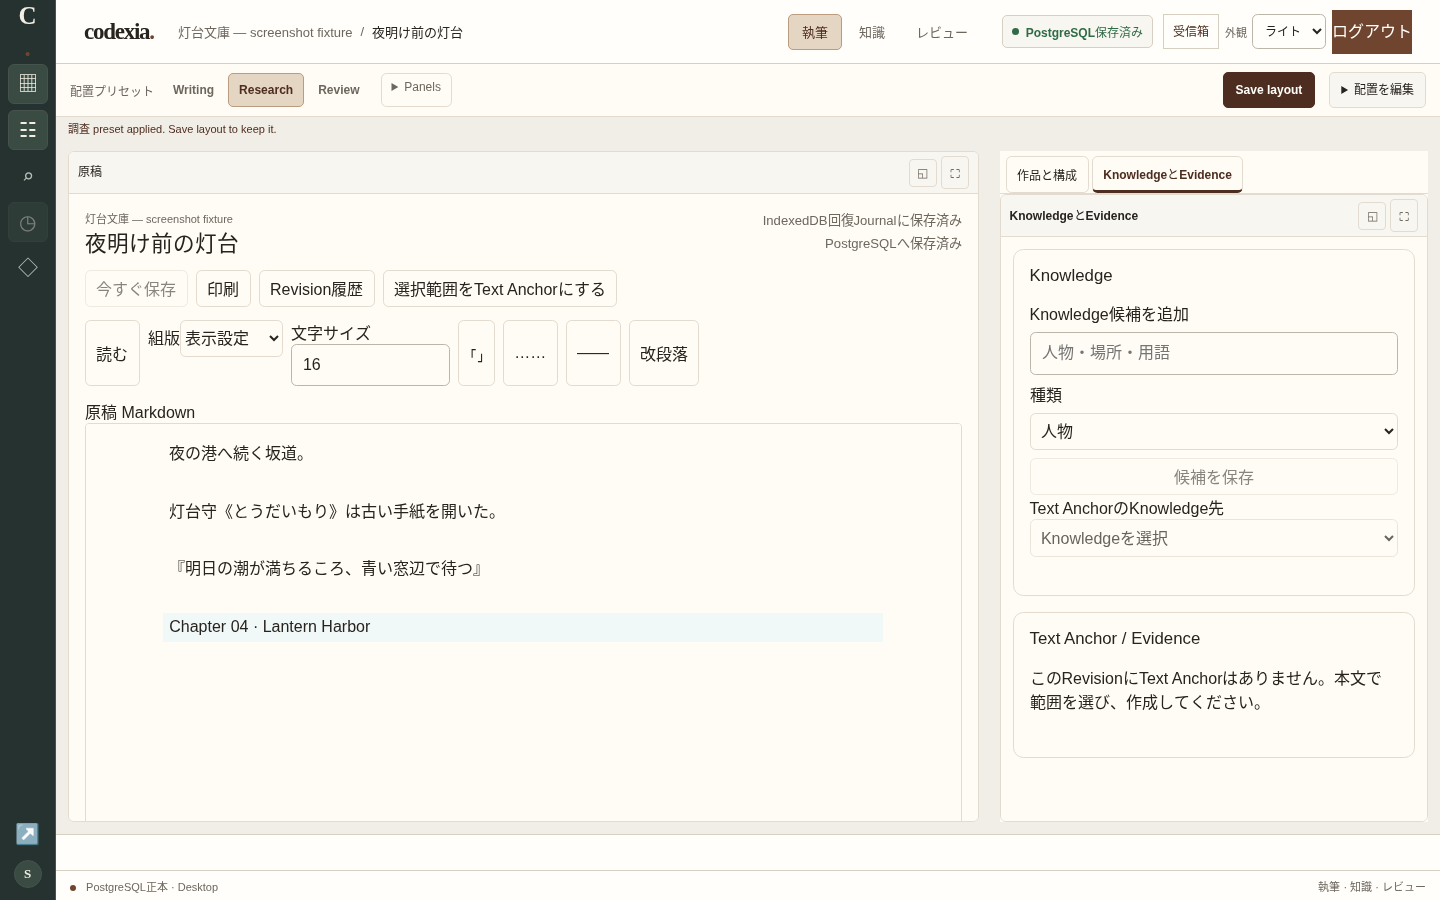 C
codexia.
灯台文庫 — screenshot fixture / 夜明け前の灯台
執筆
知識
レビュー
PostgreSQL保存済み
受信箱
外観
ライト
ログアウト
配置プリセット
Writing
Research
Review
▶ Panels
Save layout
▶ 配置を編集
調査 preset applied. Save layout to keep it.
原稿
灯台文庫 — screenshot fixture
夜明け前の灯台
IndexedDB回復Journalに保存済み
PostgreSQLへ保存済み
今すぐ保存
印刷
Revision履歴
選択範囲をText Anchorにする
読む
組版
表示設定
文字サイズ
16
「」
……
――
改段落
原稿 Markdown
夜の港へ続く坂道。
灯台守《とうだいもり》は古い手紙を開いた。
『明日の潮が満ちるころ、青い窓辺で待つ』
Chapter 04 · Lantern Harbor
作品と構成
KnowledgeとEvidence
KnowledgeとEvidence
Knowledge
Knowledge候補を追加
人物・場所・用語
種類
人物
候補を保存
Text AnchorのKnowledge先
Knowledgeを選択
Text Anchor / Evidence
このRevisionにText Anchorはありません。本文で
範囲を選び、作成してください。
S
PostgreSQL正本 · Desktop
執筆 · 知識 · レビュー